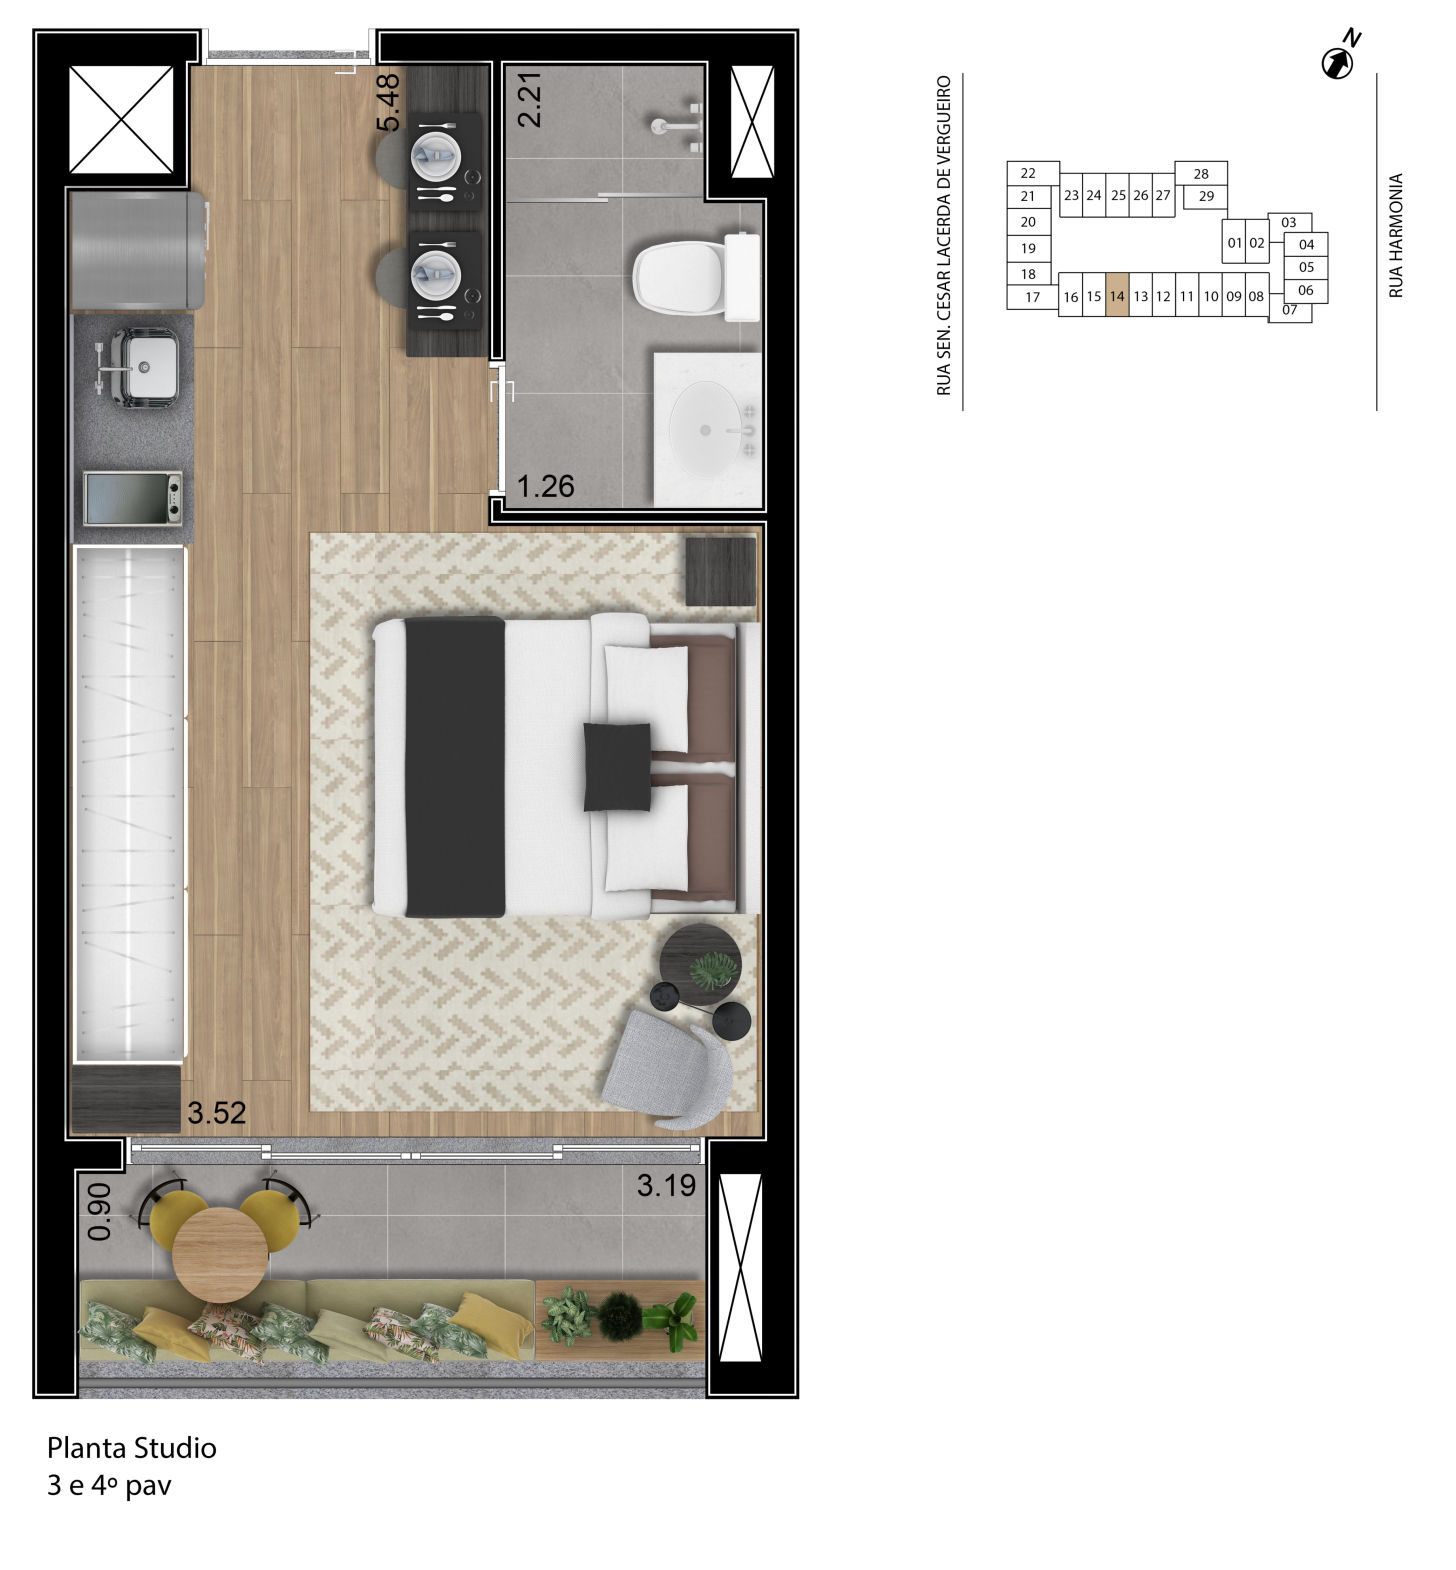 5.48
2.21
1.26
3.52
0.90
3.19
Planta Studio
3 e 4º pav
N
RUA SEN. CESAR LACERDA DE VERGUEIRO
RUA HARMONIA
22
21
20
19
18
17
23 24 25 26 27
28
29
01 02
03
04
05
06
07
16 15 14 13 12 11 10 09 08